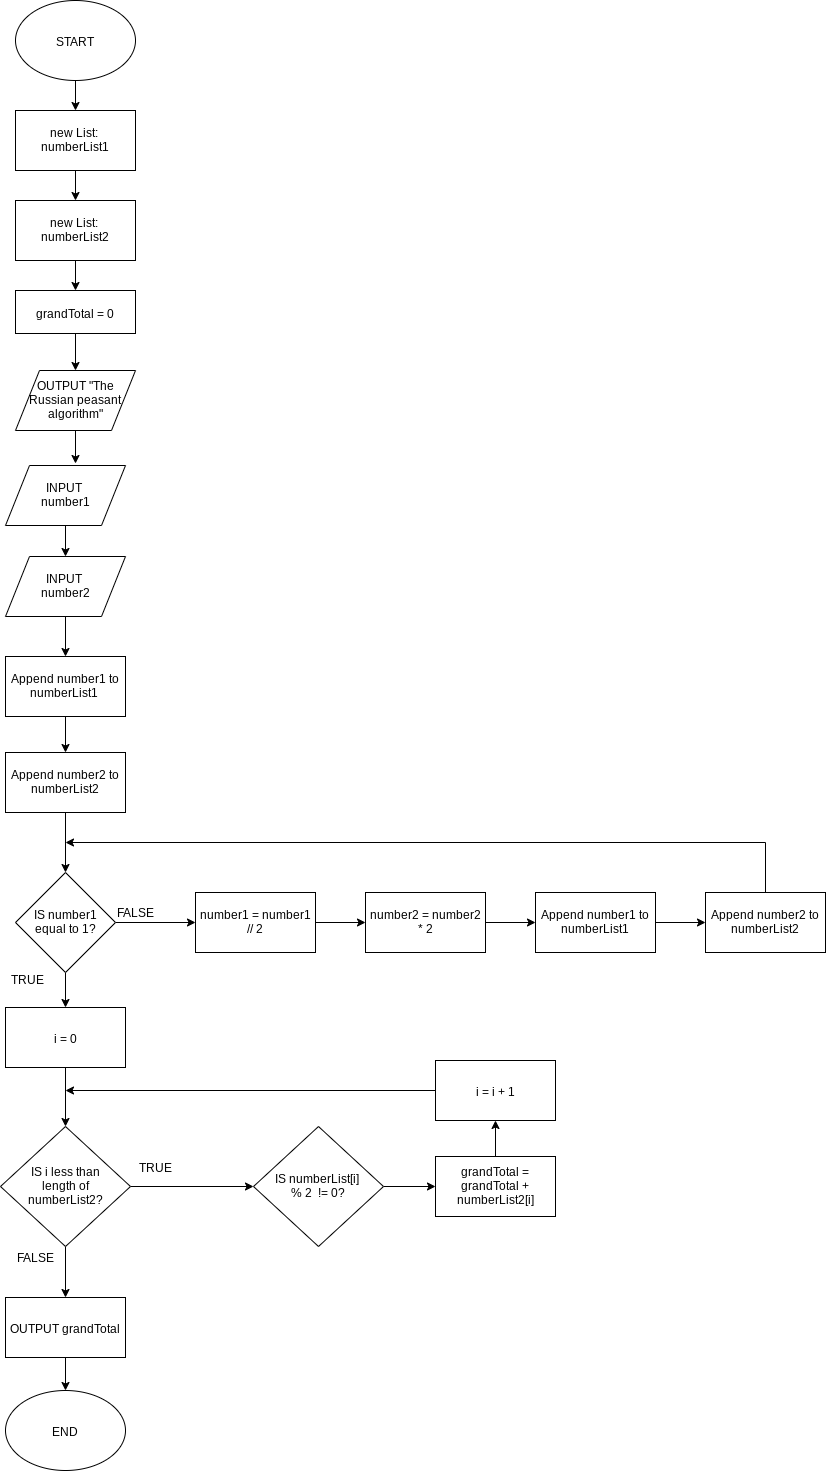 START
new List:
numberList1
new List:
numberList2
grandTotal = 0
OUTPUT "The
Russian peasant
algorithm"
INPUT
number1
INPUT
number2
Append number1 to
numberList1
Append number2 to
numberList2
IS number1
equal to 1?
FALSE
number1 = number1
// 2
number2 = number2
* 2
Append number1 to
numberList1
Append number2 to
numberList2
TRUE
i = 0
i = i + 1
IS i less than
length of
numberList2?
TRUE
IS numberList[i]
% 2 != 0?
grandTotal =
grandTotal +
numberList2[i]
FALSE
OUTPUT grandTotal
END